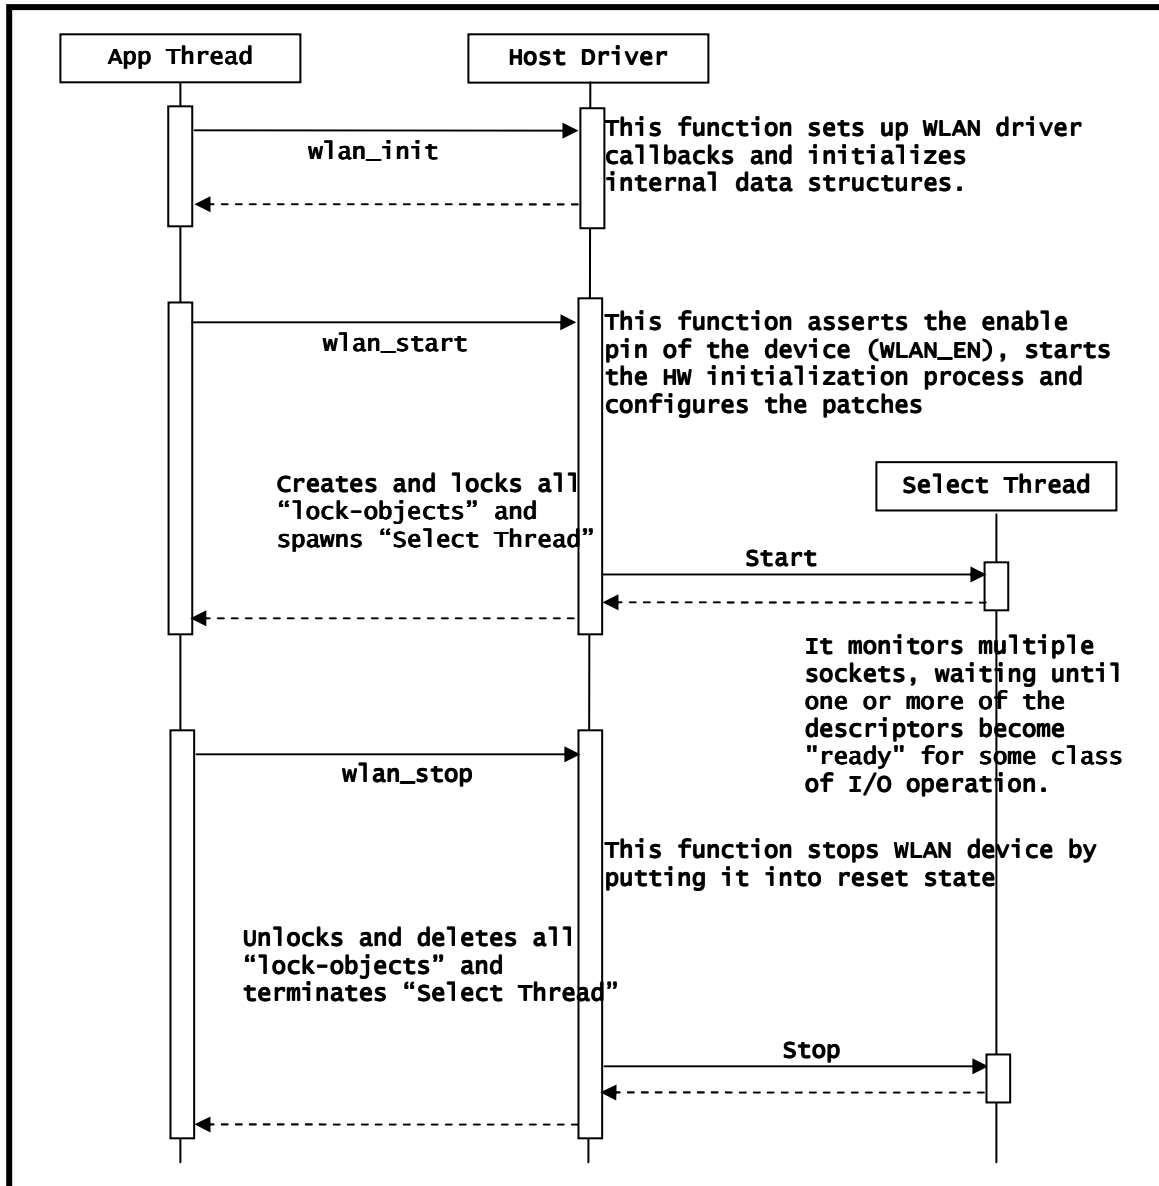 App Thread
Host Driver
This function sets up WLAN driver
callbacks and initializes
internal data structures.
wlan_init
This function asserts the enable
pin of the device (WLAN_EN), starts
the HW initialization process and
configures the patches
wlan_start
Creates and locks all
“lock-objects” and
spawns “Select Thread”
Select Thread
Start
It monitors multiple
sockets, waiting until
one or more of the
descriptors become
"ready" for some class
of I/O operation.
wlan_stop
This function stops WLAN device by
putting it into reset state
Unlocks and deletes all
“lock-objects” and
terminates “Select Thread”
Stop